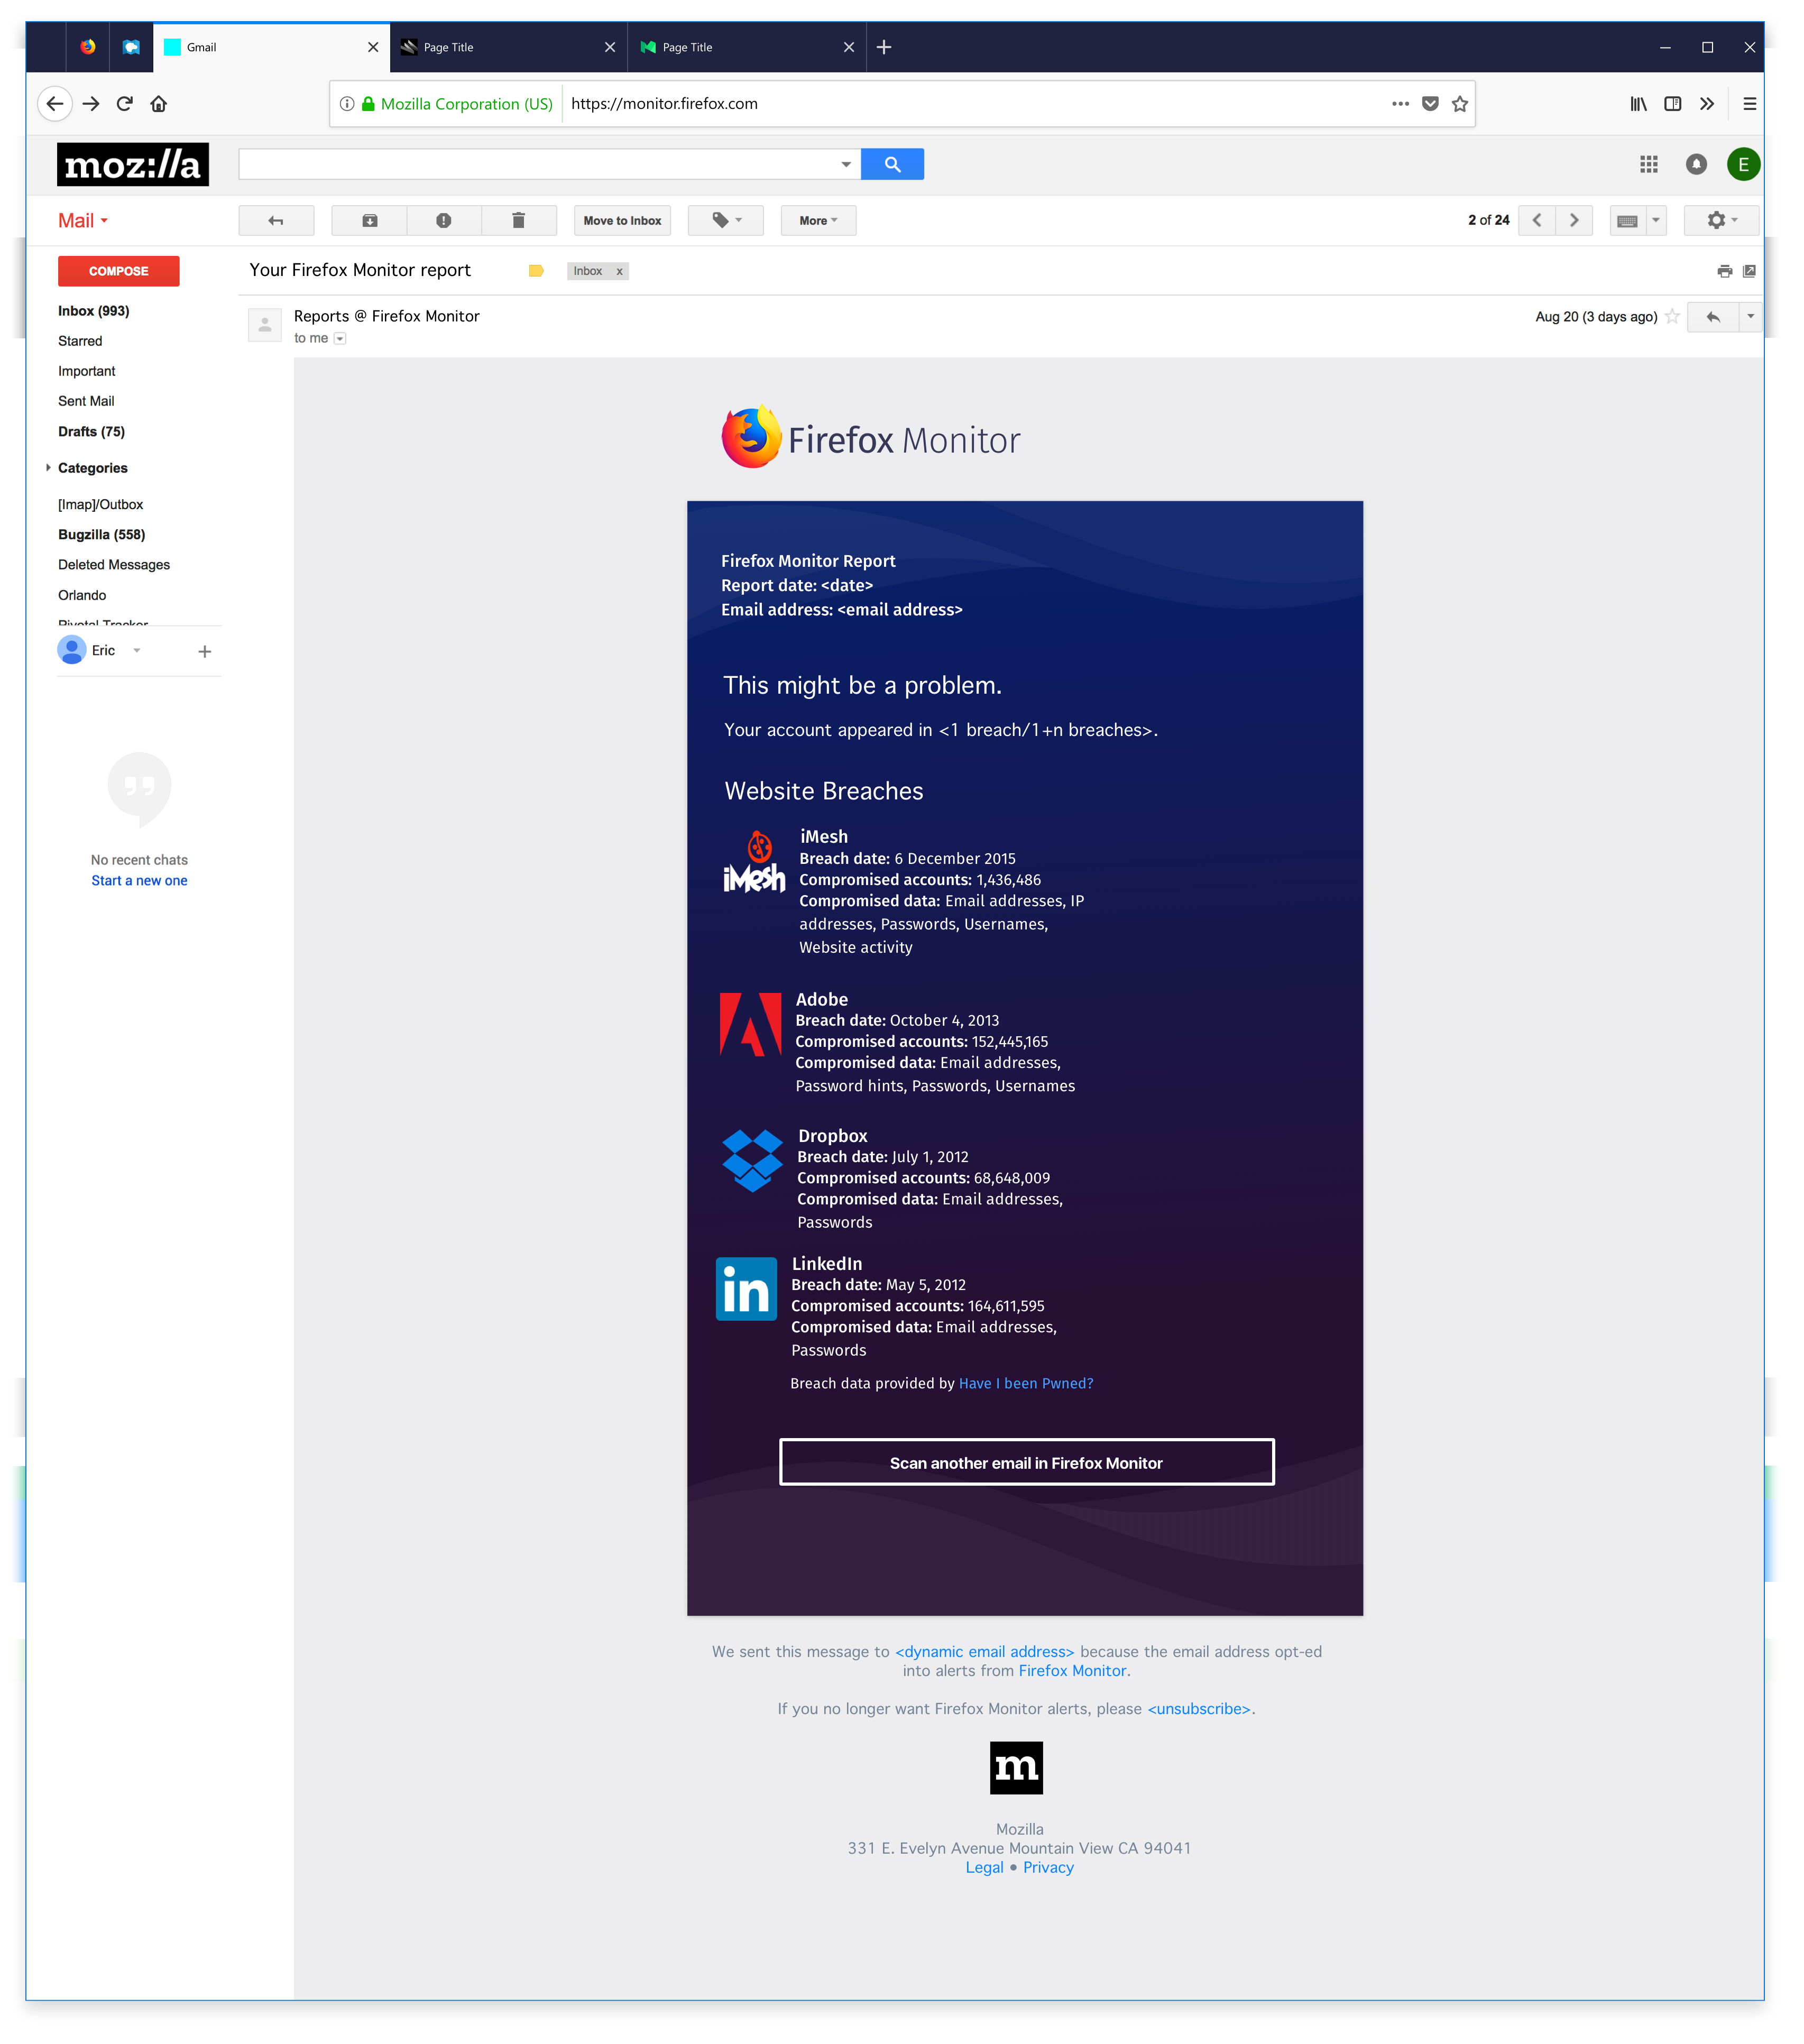 Gmail
Page Title
Page Title
Mozilla Corporation (US)
https://monitor.firefox.com
moz://a
E
Mail
Move to Inbox
More
2 of 24
COMPOSE
Your Firefox Monitor report
Inbox x
Inbox (993)
Starred
Important
Sent Mail
Drafts (75)
Categories
[Imap]/Outbox
Bugzilla (558)
Deleted Messages
Orlando
Pivotal Tracker
Eric
No recent chats
Start a new one
Reports @ Firefox Monitor
to me
Aug 20 (3 days ago)
Firefox Monitor
Firefox Monitor Report
Report date: <date>
Email address: <email address>
This might be a problem.
Your account appeared in <1 breach/1+n breaches>.
Website Breaches
iMesh
iMesh
Breach date: 6 December 2015
Compromised accounts: 1,436,486
Compromised data: Email addresses, IP
addresses, Passwords, Usernames,
Website activity
Adobe
Breach date: October 4, 2013
Compromised accounts: 152,445,165
Compromised data: Email addresses,
Password hints, Passwords, Usernames
Dropbox
Breach date: July 1, 2012
Compromised accounts: 68,648,009
Compromised data: Email addresses,
Passwords
in
LinkedIn
Breach date: May 5, 2012
Compromised accounts: 164,611,595
Compromised data: Email addresses,
Passwords
Breach data provided by Have I been Pwned?
Scan another email in Firefox Monitor
We sent this message to <dynamic email address> because the email address opt-ed
into alerts from Firefox Monitor.
If you no longer want Firefox Monitor alerts, please <unsubscribe>.
m
Mozilla
331 E. Evelyn Avenue Mountain View CA 94041
Legal • Privacy